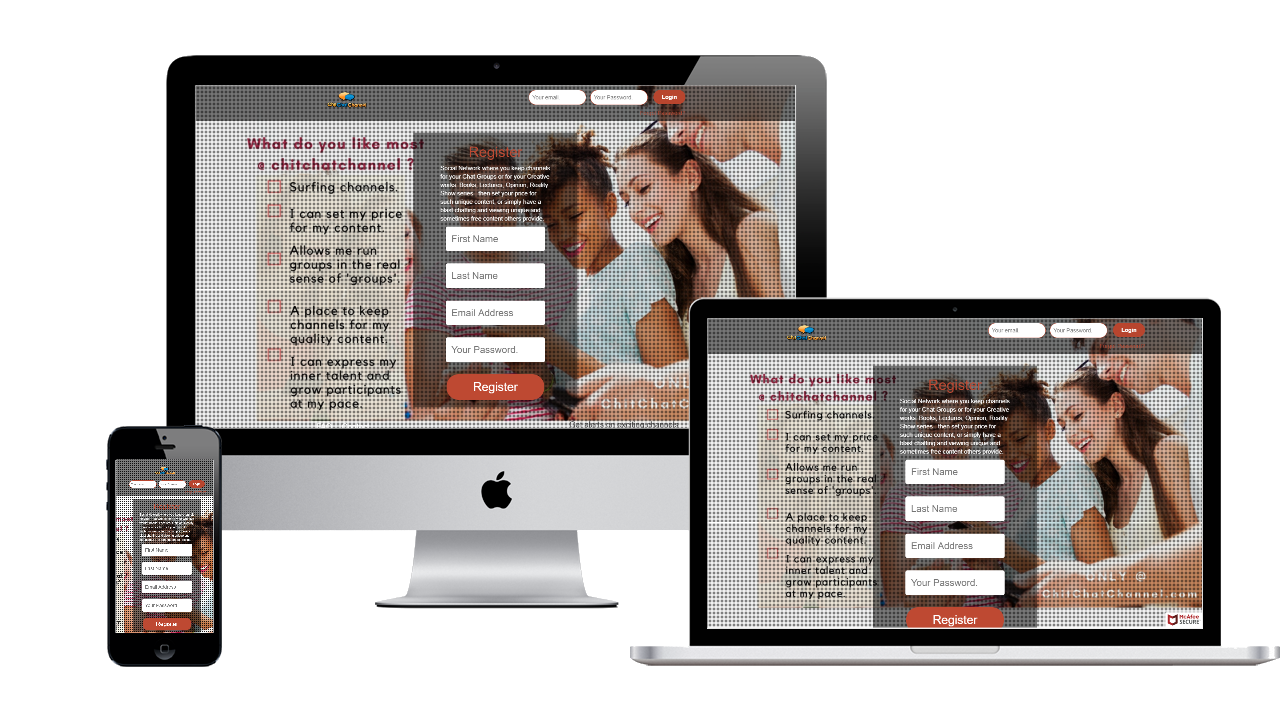 ChitChatChannel
Your email
Your Password
Login
What do you like most
@ chitchatchannel ?
Surfing channels.
I can set my price
for my content.
Allows me run
groups in the real
sense of 'groups'.
A place to keep
channels for my
quality content.
I can express my
inner talent and
grow participants
at my pace.
Register
Social Network where you keep channels
for your Chat Groups or for your Creative
works. Books, Lectures, Opinion, Reality
Show series.. then set your price for
such unique content, or simply have a
blast chatting and viewing unique and
sometimes free content others provide.
First Name
Last Name
Email Address
Your Password.
Register
ONLY @
Get alerts on exciting channels
ChitChatChannel
Your email
Your Password
Login
What do you like most
@ chitchatchannel ?
Surfing channels.
I can set my price
for my content.
Allows me run
groups in the real
sense of 'groups'.
A place to keep
channels for my
quality content.
I can express my
inner talent and
grow participants
at my pace.
Register
Social Network where you keep channels
for your Chat Groups or for your Creative
works. Books, Lectures, Opinion, Reality
Show series.. then set your price for
such unique content, or simply have a
blast chatting and viewing unique and
sometimes free content others provide.
First Name
Last Name
Email Address
Your Password.
Register
ONLY @
ChitChatChannel.com
McAfee
SECURE
First Name
Last Name
Email Address
Your Password.
Register